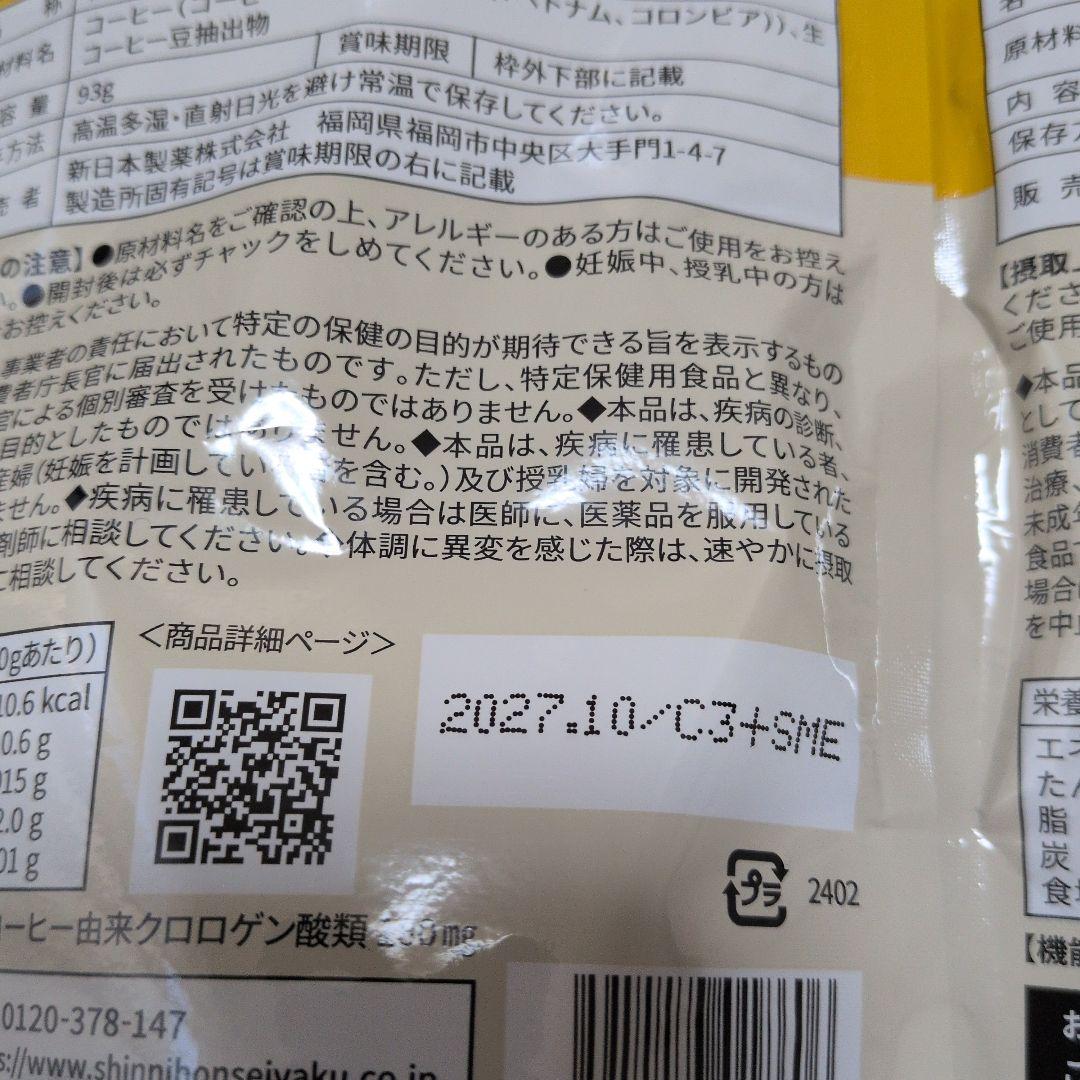 称
コーヒー(コーヒ
トナム、コロンビア))、生
材料名
コーヒー豆抽出物
賞味期限
枠外下部に記載
容量
93g
方法
高温多湿・直射日光を避け常温で保存してください。
売者
新日本製薬株式会社 福岡県福岡市中央区大手門1-4-7
製造所固有記号は賞味期限の右に記載
の注意】●原材料名をご確認の上、アレルギーのある方はご使用をお控え
い。●開封後は必ずチャックをしめてください。●妊娠中、授乳中の方は
お控えください。
事業者の責任において特定の保健の目的が期待できる旨を表示するもの
費者庁長官に届出されたものです。ただし、特定保健用食品と異なり、
官による個別審査を受けたものではありません。◆本品は、疾病の診断、
目的としたものではありません。◆本品は、疾病に罹患している者、
産婦(妊娠を計画している者を含む。)及び授乳婦を対象に開発された
ません。◆疾病に罹患している場合は医師に、医薬品を服用している
剤師に相談してください。◆体調に異変を感じた際は、速やかに摂取
に相談してください。
0gあたり)
10.6 kcal
0.6 g
015 g
2.0 g
01 g
<商品詳細ページ>
2027.10/C3+SME
プラ
2402
コーヒー由来クロロゲン酸類
mg
0120-378-147
s://www.shinnihonseiyaku.co.jp
名
原材料
内容
保存
販売
【摂取
くださ
ご使用
◆本品
として
消費者
治療、
未成年
食品
場合
を中止
栄養
エネ
たん
脂
炭
食
【機能
お